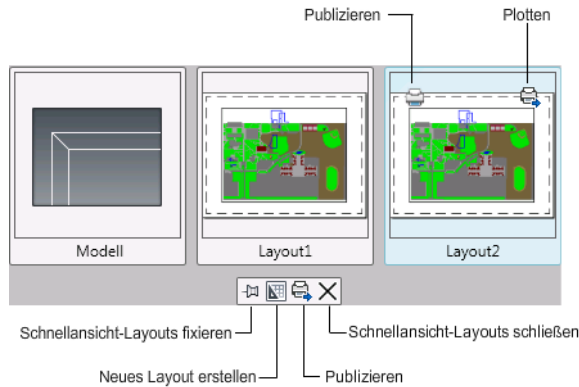 Publizieren
Plotten
Modell
Layout1
Layout2
Schnellansicht-Layouts fixieren
Schnellansicht-Layouts schließen
Neues Layout erstellen
Publizieren